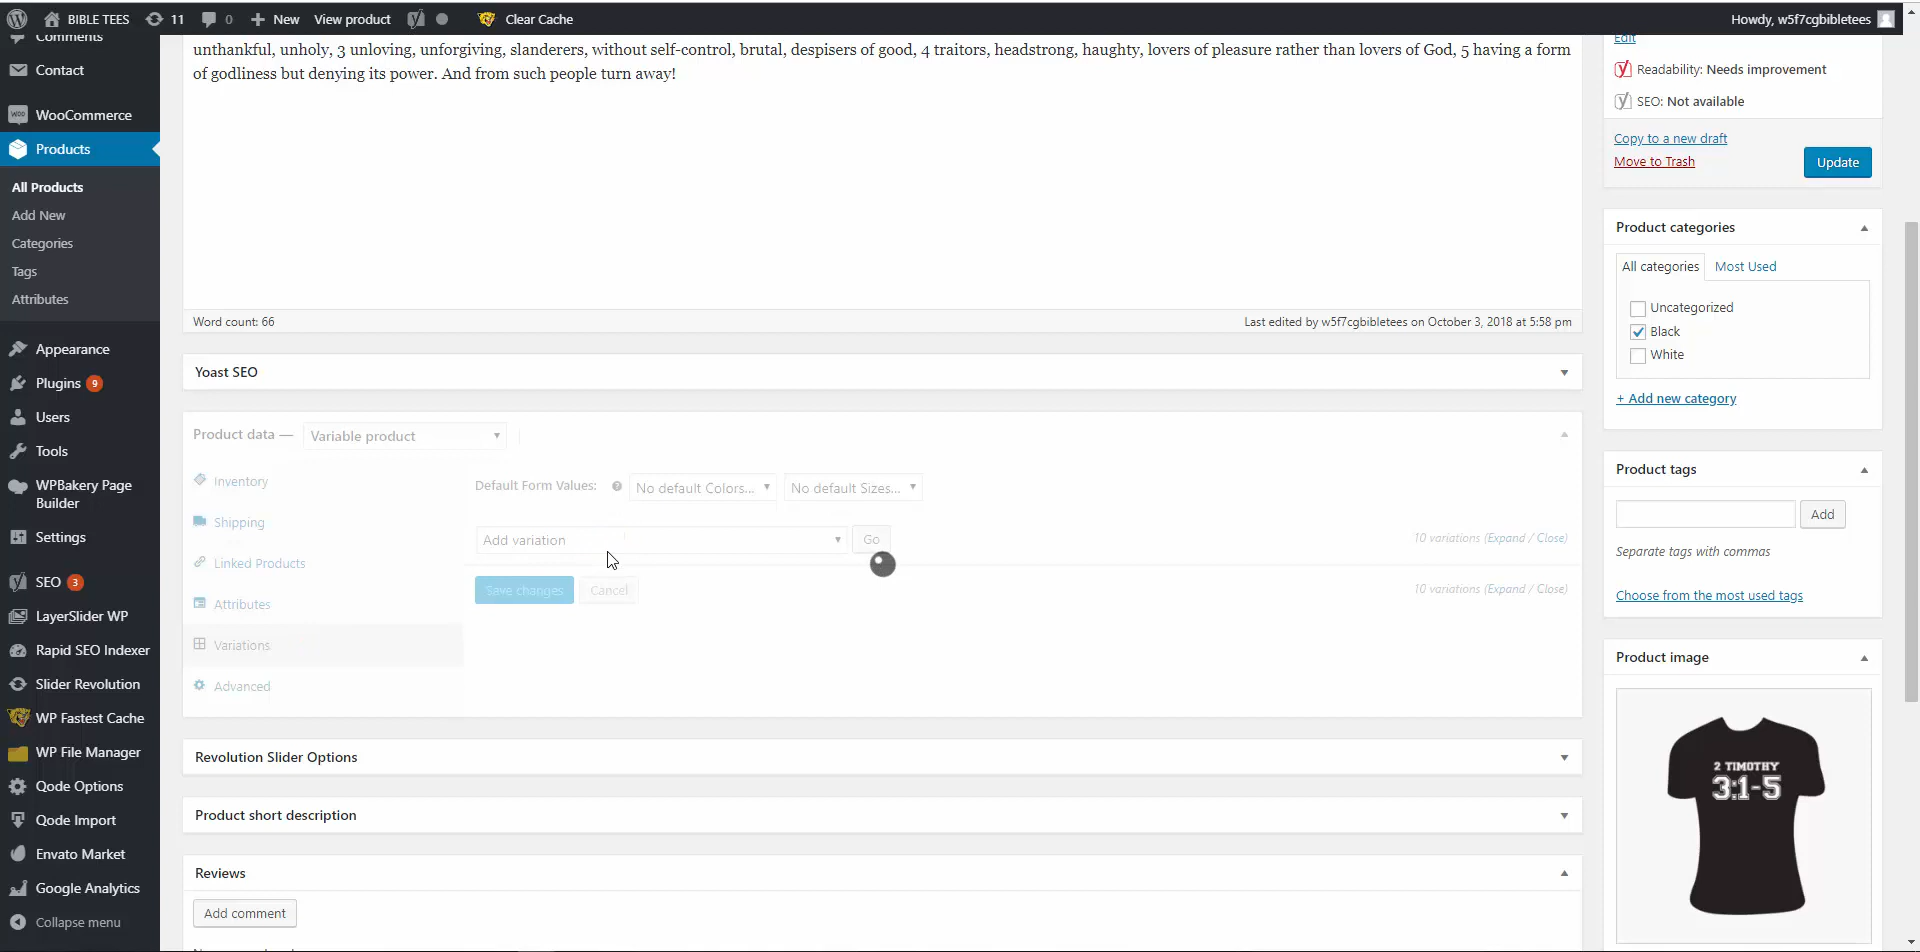 BIBLE TEES 11 0 New View product Clear Cache Howdy, w5f7cgbibletees
Comments
Contact
WooCommerce
Products
All Products
Add New
Categories
Tags
Attributes
Appearance
Plugins 9
Users
Tools
WPBakery Page
Builder
Settings
SEO 3
LayerSlider WP
Rapid SEO Indexer
Slider Revolution
WP Fastest Cache
WP File Manager
Qode Options
Qode Import
Envato Market
Google Analytics
Collapse menu
unthankful, unholy, 3 unloving, unforgiving, slanderers, without self-control, brutal, despisers of good, 4 traitors, headstrong, haughty, lovers of pleasure rather than lovers of God, 5 having a form
of godliness but denying its power. And from such people turn away!
Word count: 66 Last edited by w5f7cgbibletees on October 3, 2018 at 5:58 pm
Yoast SEO
Product data — Variable product
Inventory
Shipping
Linked Products
Attributes
Variations
Advanced
Default Form Values: No default Colors... No default Sizes...
Add variation Go 10 variations (Expand / Close)
Save changes Cancel 10 variations (Expand / Close)
Revolution Slider Options
Product short description
Reviews
Add comment
Edit
Readability: Needs improvement
SEO: Not available
Copy to a new draft
Move to Trash Update
Product categories
All categories Most Used
Uncategorized
Black
White
+ Add new category
Product tags
Add
Separate tags with commas
Choose from the most used tags
Product image
2 TIMOTHY
3:1-5